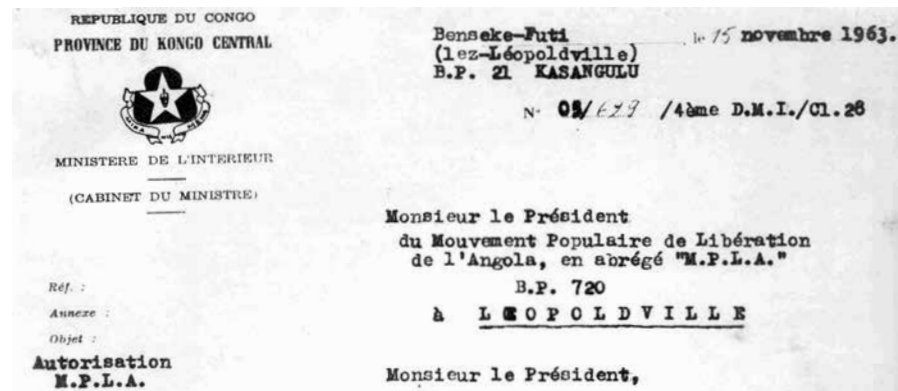 REPUBLIQUE DU CONGO
PROVINCE DU KONGO CENTRAL
MINISTERE DE L'INTERIEUR
(CABINET DU MINISTRE)
Benseke-Futi le 15 novembre 1963.
(lez-Léopoldville)
B.P. 21 KASANGULU
N° /4ème D.M.I./Cl.28
Monsieur le Président
du Mouvement Populaire de Libération
de l'Angola, en abrégé "M.P.L.A."
B.P. 720
à LEOPOLDVILLE
Réf. :
Annexe :
Objet :
Autorisation
M.P.L.A.
Monsieur le Président,